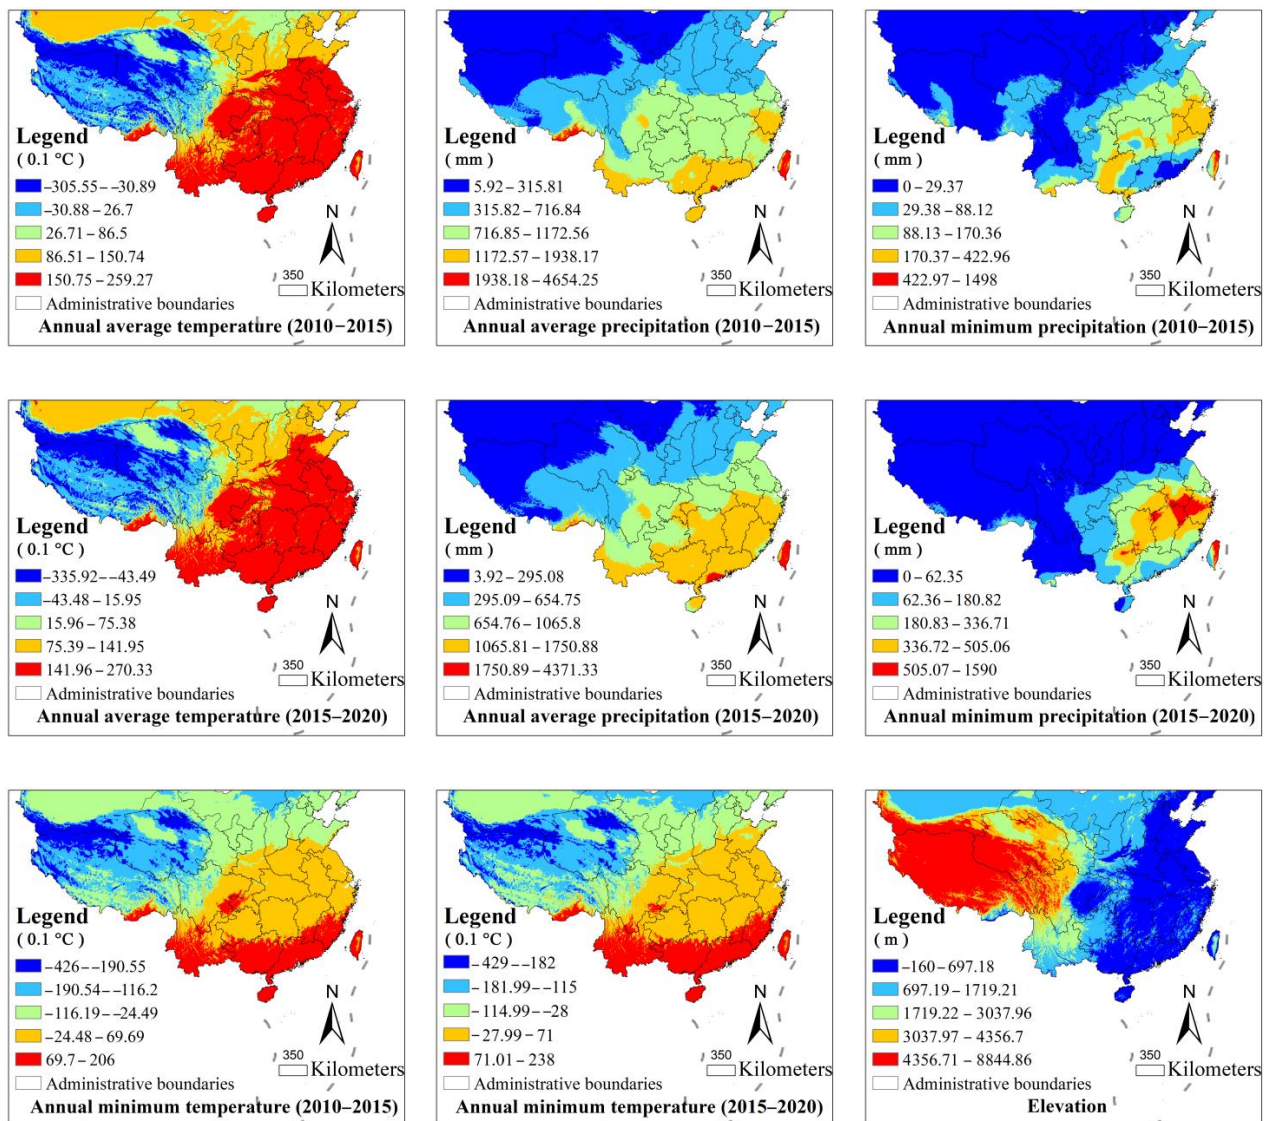 N
Legend
( 0.1 °C )
−305.55−−30.89
−30.88−26.7
26.71−86.5
86.51−150.74
150.75−259.27
Administrative boundaries
350
Kilometers
Annual average temperature (2010−2015)
N
Legend
( mm )
5.92−315.81
315.82−716.84
716.85−1172.56
1172.57−1938.17
1938.18−4654.25
Administrative boundaries
350
Kilometers
Annual average precipitation (2010−2015)
N
Legend
( mm )
0−29.37
29.38−88.12
88.13−170.36
170.37−422.96
422.97−1498
Administrative boundaries
350
Kilometers
Annual minimum precipitation (2010−2015)
N
Legend
( 0.1 °C )
−335.92−−43.49
−43.48−15.95
15.96−75.38
75.39−141.95
141.96−270.33
Administrative boundaries
350
Kilometers
Annual average temperature (2015−2020)
N
Legend
( mm )
3.92−295.08
295.09−654.75
654.76−1065.8
1065.81−1750.88
1750.89−4371.33
Administrative boundaries
350
Kilometers
Annual average precipitation (2015−2020)
N
Legend
( mm )
0−62.35
62.36−180.82
180.83−336.71
336.72−505.06
505.07−1590
Administrative boundaries
350
Kilometers
Annual minimum precipitation (2015−2020)
N
Legend
( 0.1 °C )
−426−−190.55
−190.54−−116.2
−116.19−−24.49
−24.48−69.69
69.7−206
Administrative boundaries
350
Kilometers
Annual minimum temperature (2010−2015)
N
Legend
( 0.1 °C )
−429−−182
−181.99−−115
−114.99−−28
−27.99−71
71.01−238
Administrative boundaries
350
Kilometers
Annual minimum temperature (2015−2020)
N
Legend
( m )
−160−697.18
697.19−1719.21
1719.22−3037.96
3037.97−4356.7
4356.71−8844.86
Administrative boundaries
350
Kilometers
Elevation